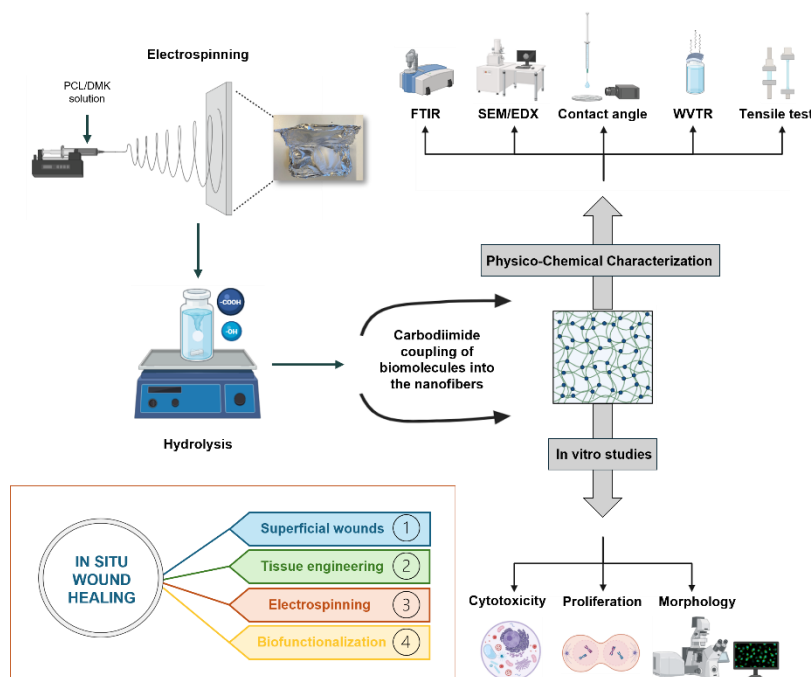 Electrospinning
PCL/DMK
solution
FTIR
SEM/EDX
Contact angle
WVTR
Tensile test
Physico-Chemical Characterization
-COOH
-OH
Carbodiimide
coupling of
biomolecules into
the nanofibers
Hydrolysis
In vitro studies
IN SITU
WOUND
HEALING
Superficial wounds 1
Tissue engineering 2
Electrospinning 3
Biofunctionalization 4
Cytotoxicity
Proliferation
Morphology